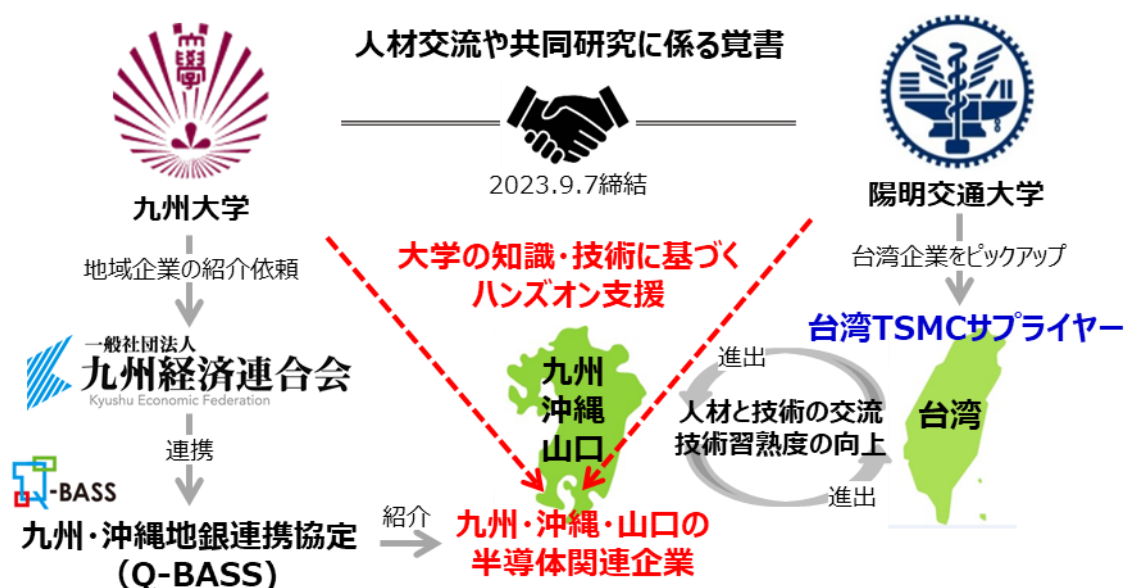 人材交流や共同研究に係る覚書
2023.9.7締結
大學
九州大学
陽明交通大学
地域企業の紹介依頼
台湾企業をピックアップ
大学の知識・技術に基づく
ハンズオン支援
台湾TSMCサプライヤー
一般社団法人
九州経済連合会
Kyushu Economic Federation
九州
沖縄
山口
進出
人材と技術の交流
技術習熟度の向上
進出
台湾
連携
Q-BASS
九州・沖縄地銀連携協定
（Q-BASS）
紹介
九州・沖縄・山口の
半導体関連企業